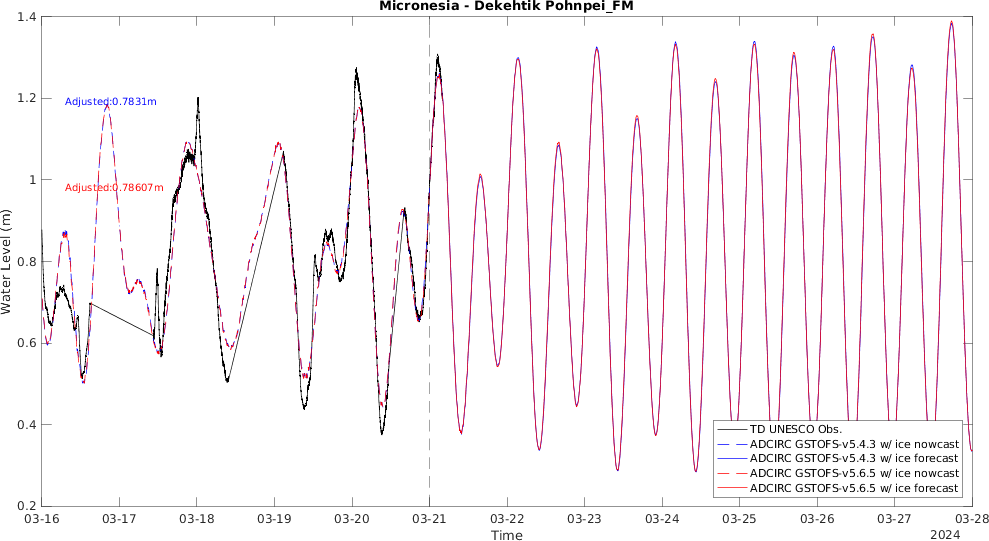 Micronesia - Dekehtik Pohnpei_FM
1.4
1.2
1
0.8
0.6
0.4
0.2
Water Level (m)
Adjusted:0.7831m
Adjusted:0.78607m
TD UNESCO Obs.
ADCIRC GSTOFS-v5.4.3 w/ ice nowcast
ADCIRC GSTOFS-v5.4.3 w/ ice forecast
ADCIRC GSTOFS-v5.6.5 w/ ice nowcast
ADCIRC GSTOFS-v5.6.5 w/ ice forecast
03-16 03-17 03-18 03-19 03-20 03-21 03-22 03-23 03-24 03-25 03-26 03-27 03-28
Time
2024